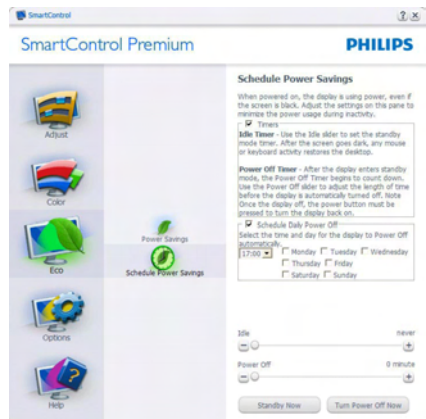 SmartControl
SmartControl Premium
PHILIPS
Adjust
Color
Eco
Options
Help
Power Savings
Schedule Power Savings
Schedule Power Savings
When powered on, the display is using power, even if
the screen is black. Adjust the settings on this pane to
minimize the power usage during inactivity.
Timers
Idle Timer - Use the Idle slider to set the standby
mode timer. After the screen goes dark, any mouse
or keyboard activity restores the desktop.
Power Off Timer - After the display enters standby
mode, the Power Off Timer begins to count down.
Use the Power Off slider to adjust the length of time
before the display is automatically turned off. Note
Once the display off, the power button must be
pressed to turn the display back on.
Schedule Daily Power Off
Select the time and day for the display to Power Off
automatically.
17:00 Monday Tuesday Wednesday
Thursday Friday
Saturday Sunday
Idle never
Power Off 0 minute
Standby Now Turn Power Off Now